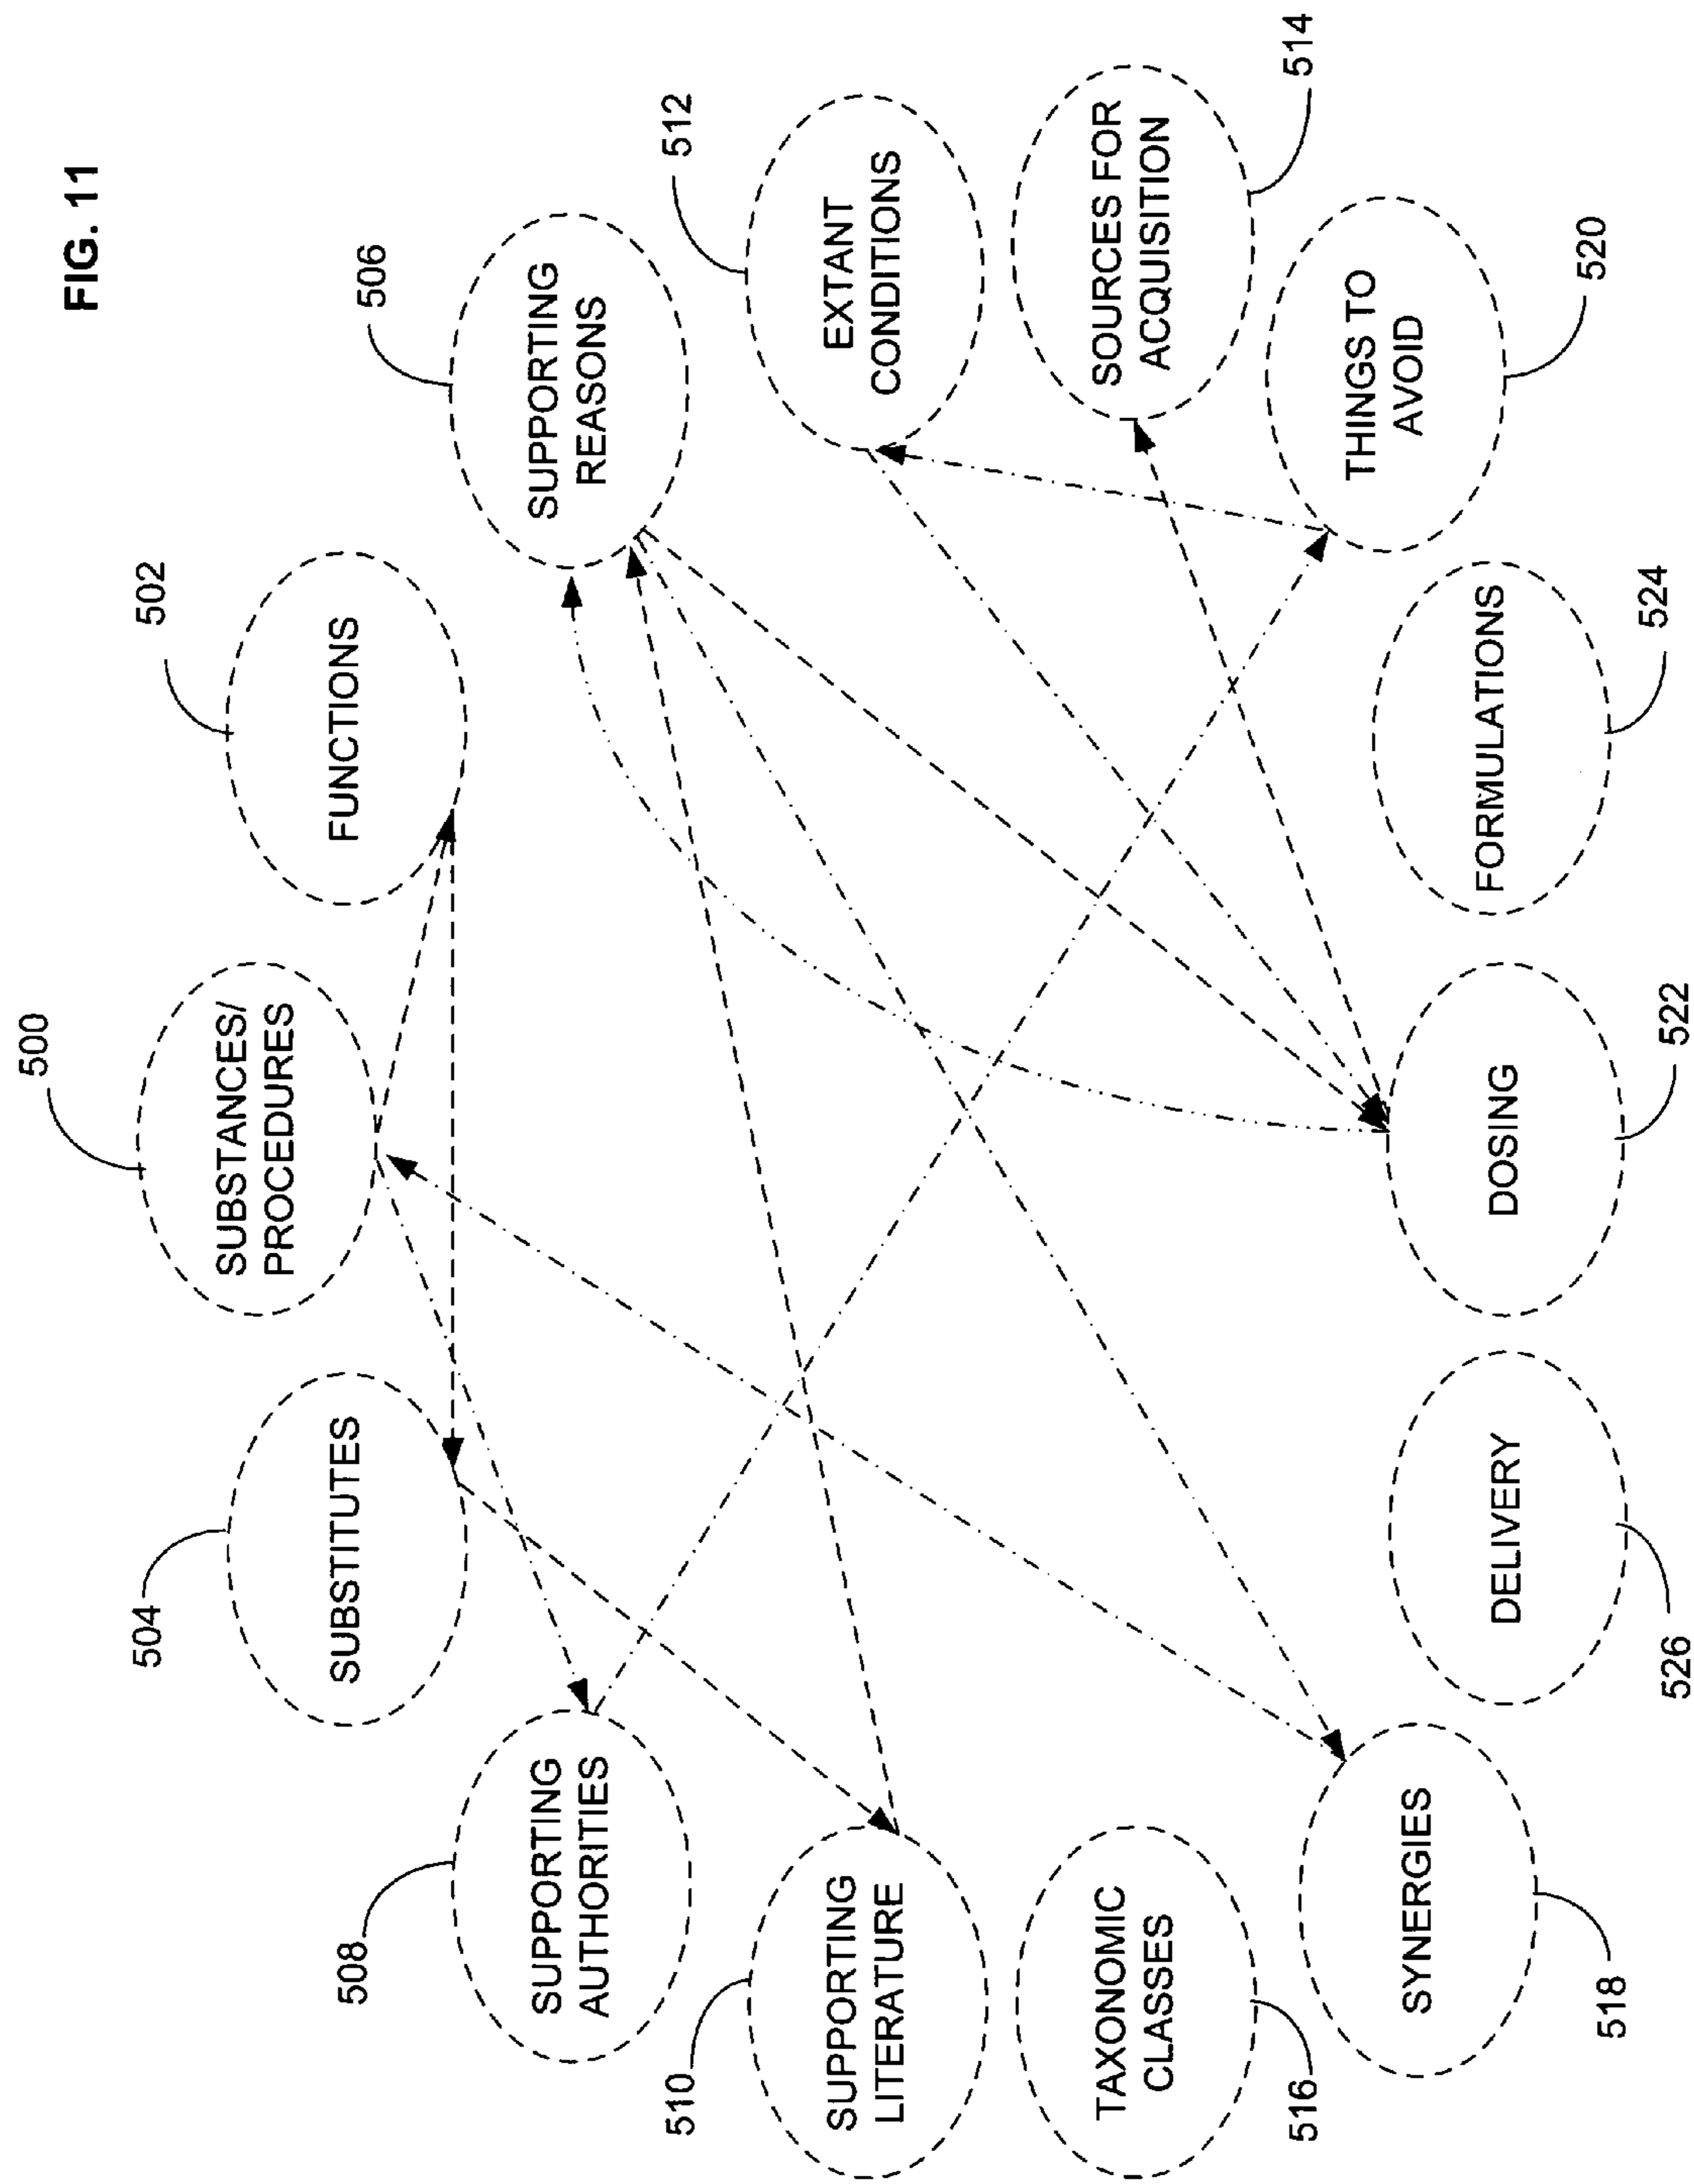 FIG. 11
500
SUBSTANCES/
PROCEDURES
504
SUBSTITUTES
502
FUNCTIONS
508
SUPPORTING
AUTHORITIES
506
SUPPORTING
REASONS
510
SUPPORTING
LITERATURE
512
EXTANT
CONDITIONS
TAXONOMIC
CLASSES
516
SOURCES FOR
ACQUISITION
514
SYNERGIES
518
THINGS TO
AVOID
520
DELIVERY
526
DOSING
522
FORMULATIONS
524